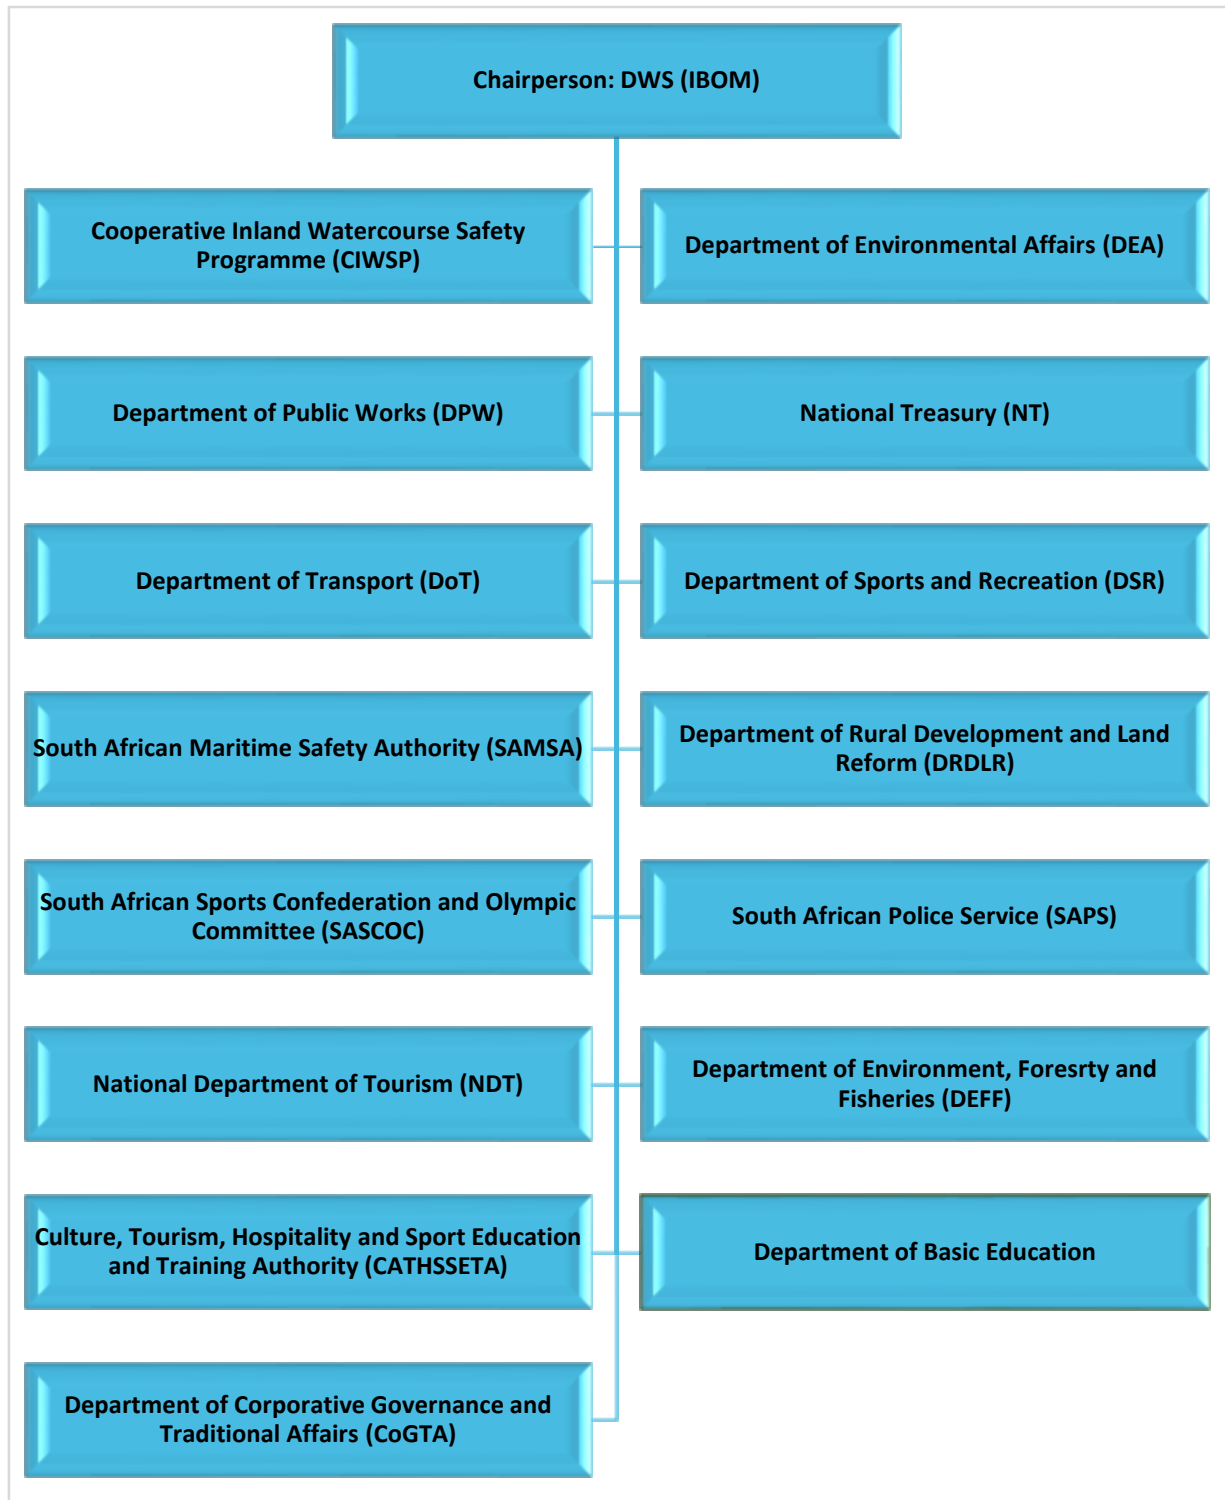 Chairperson: DWS (IBOM)
Cooperative Inland Watercourse Safety
Programme (CIWSP)
Department of Environmental Affairs (DEA)
Department of Public Works (DPW)
National Treasury (NT)
Department of Transport (DoT)
Department of Sports and Recreation (DSR)
South African Maritime Safety Authority (SAMSA)
Department of Rural Development and Land
Reform (DRDLR)
South African Sports Confederation and Olympic
Committee (SASCOC)
South African Police Service (SAPS)
National Department of Tourism (NDT)
Department of Environment, Foresrty and
Fisheries (DEFF)
Culture, Tourism, Hospitality and Sport Education
and Training Authority (CATHSSETA)
Department of Basic Education
Department of Corporative Governance and
Traditional Affairs (CoGTA)